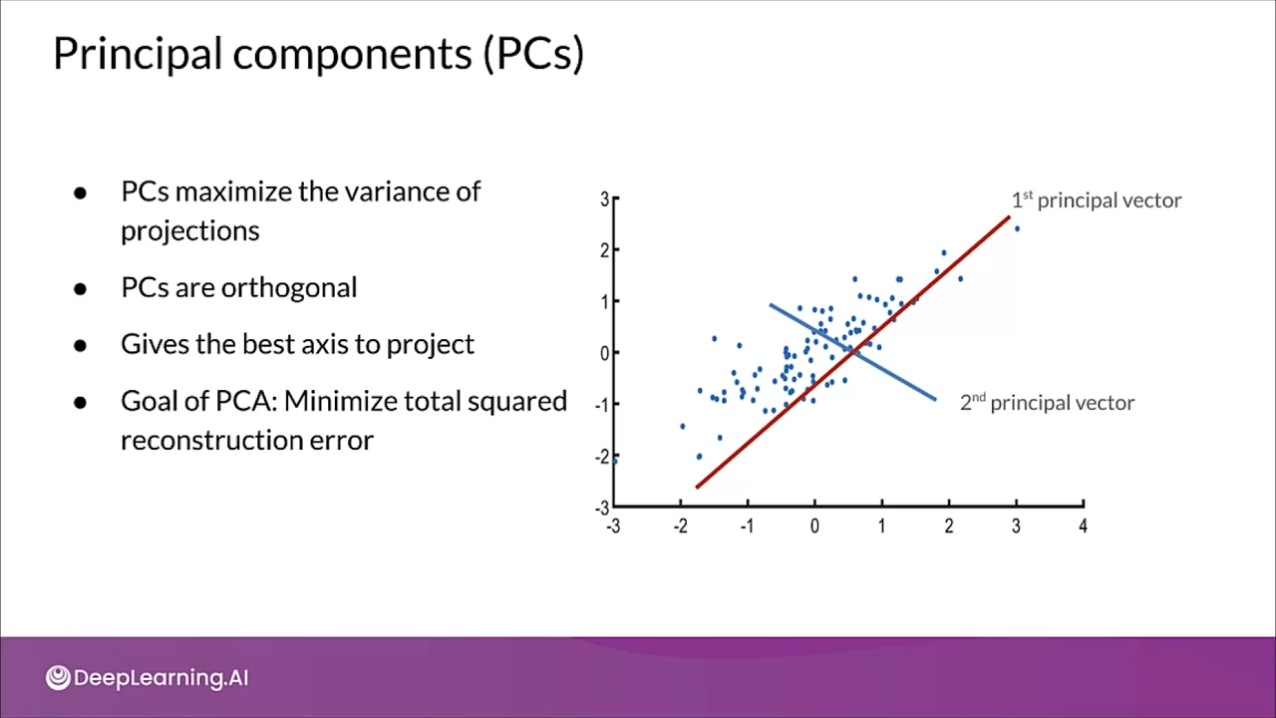 Principal components (PCs)
● PCs maximize the variance of
projections
● PCs are orthogonal
● Gives the best axis to project
● Goal of PCA: Minimize total squared
reconstruction error
1st principal vector
2nd principal vector
3
2
1
0
-1
-2
-3
-3 -2 -1 0 1 2 3 4
DeepLearning.AI